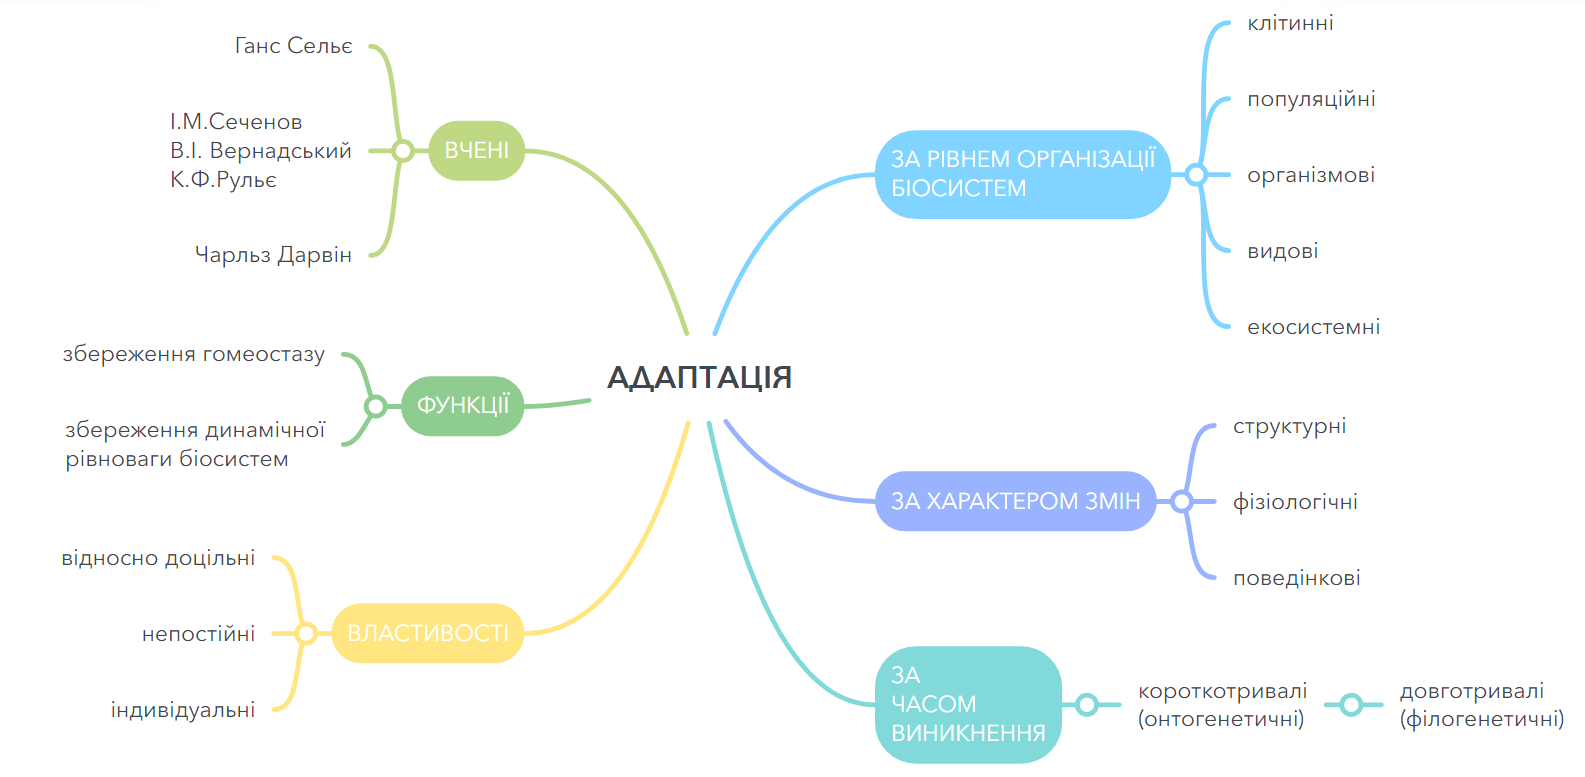 АДАПТАЦІЯ
ВЧЕНІ
Ганс Сельє
І.М.Сеченов
В.І. Вернадський
К.Ф.Рульє
Чарльз Дарвін
ФУНКЦІЇ
збереження гомеостазу
збереження динамічної
рівноваги біосистем
ВЛАСТИВОСТІ
відносно доцільні
непостійні
індивідуальні
ЗА РІВНЕМ ОРГАНІЗАЦІЇ
БІОСИСТЕМ
клітинні
популяційні
організмові
видові
екосистемні
ЗА ХАРАКТЕРОМ ЗМІН
структурні
фізіологічні
поведінкові
ЗА
ЧАСОМ
ВИНИКНЕННЯ
короткотривалі
(онтогенетичні)
довготривалі
(філогенетичні)